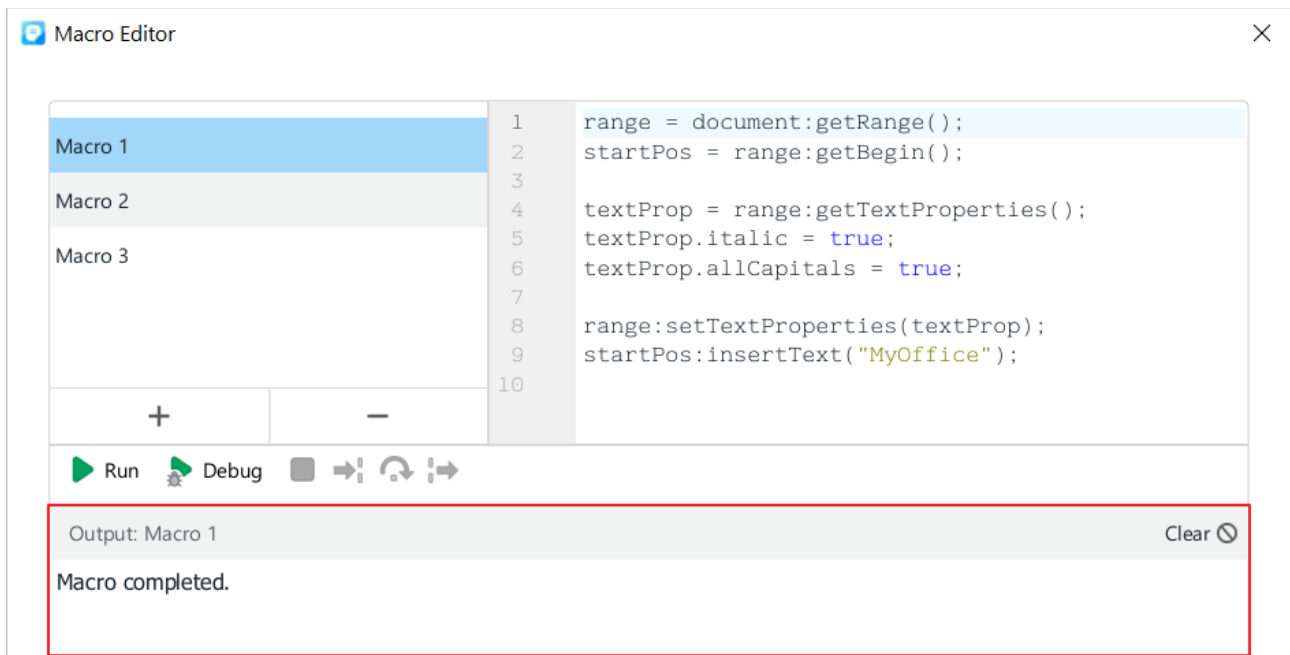 Macro Editor
Macro 1
Macro 2
Macro 3
+
−
1 range = document:getRange();
2 startPos = range:getBegin();
3
4 textProp = range:getTextProperties();
5 textProp.italic = true;
6 textProp.allCapitals = true;
7
8 range:setTextProperties(textProp);
9 startPos:insertText("MyOffice");
10
Run Debug
Output: Macro 1 Clear
Macro completed.